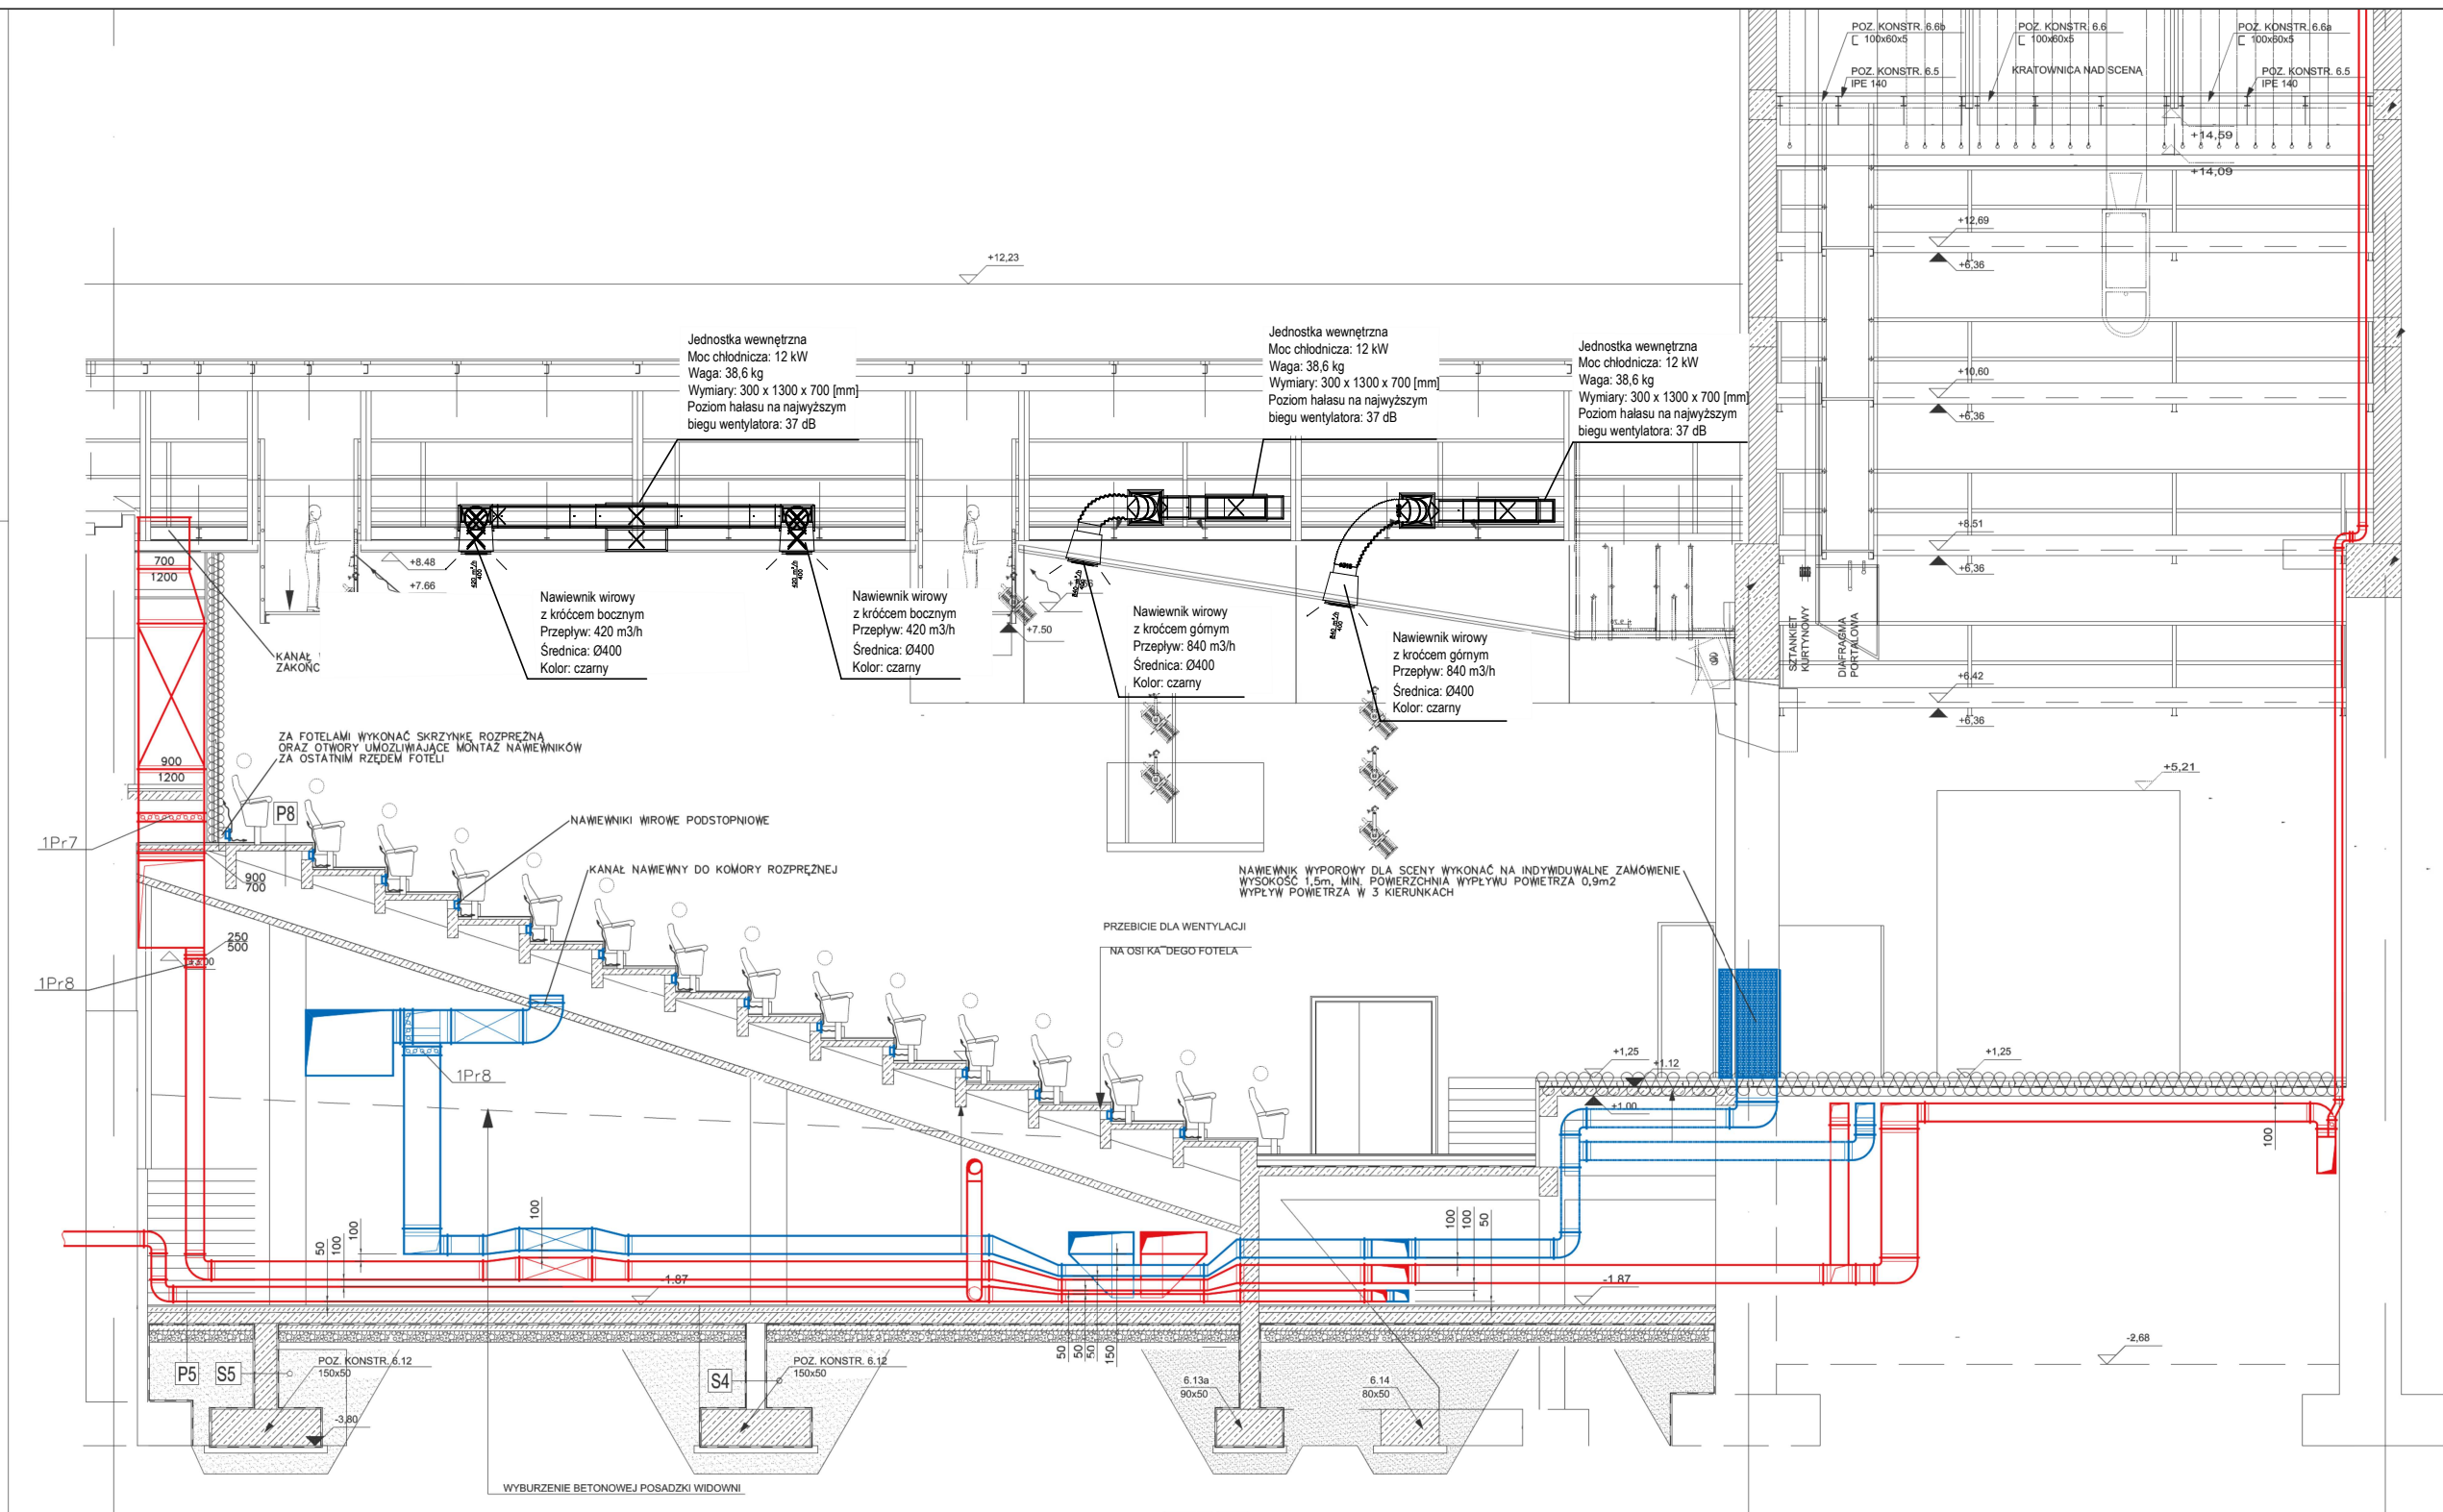 POZ. KONSTR. 6.6b
100x60x5
POZ. KONSTR. 6.6
100x60x5
POZ. KONSTR. 6.6a
100x60x5
POZ. KONSTR. 6.5
IPE 140
KRATOWNICA NAD SCENĄ
POZ. KONSTR. 6.5
IPE 140
+14,59
+14,09
+12,69
+6,36
+12,23
Jednostka wewnętrzna
Moc chłodnicza: 12 kW
Waga: 38,6 kg
Wymiary: 300 x 1300 x 700 [mm]
Poziom hałasu na najwyższym
biegu wentylatora: 37 dB
Jednostka wewnętrzna
Moc chłodnicza: 12 kW
Waga: 38,6 kg
Wymiary: 300 x 1300 x 700 [mm]
Poziom hałasu na najwyższym
biegu wentylatora: 37 dB
Jednostka wewnętrzna
Moc chłodnicza: 12 kW
Waga: 38,6 kg
Wymiary: 300 x 1300 x 700 [mm]
Poziom hałasu na najwyższym
biegu wentylatora: 37 dB
+10,60
+6,36
+8,51
+6,36
700
1200
+8.48
+7.66
+7.50
Nawiewnik wirowy
z króćcem bocznym
Przepływ: 420 m3/h
Średnica: Ø400
Kolor: czarny
Nawiewnik wirowy
z króćcem bocznym
Przepływ: 420 m3/h
Średnica: Ø400
Kolor: czarny
Nawiewnik wirowy
z kroćcem górnym
Przepływ: 840 m3/h
Średnica: Ø400
Kolor: czarny
Nawiewnik wirowy
z kroćcem górnym
Przepływ: 840 m3/h
Średnica: Ø400
Kolor: czarny
SZTANKIET
KURTYNOWY
DIAFRAGMA
PORTALOWA
KANAŁ
ZAKOŃC
+6.42
+6,36
ZA FOTELAMI WYKONAĆ SKRZYNKĘ ROZPRĘŻNĄ
ORAZ OTWORY UMOZLIWIAJĄCE MONTAŻ NAWIEWNIKÓW
ZA OSTATNIM RZĘDEM FOTELI
900
1200
+5,21
P8
1Pr7
NAWIEWNIKI WIROWE PODSTOPNIOWE
KANAŁ NAWIEWNY DO KOMORY ROZPRĘŻNEJ
900
700
NAWIEWNIK WYPOROWY DLA SCENY WYKONAĆ NA INDYWIDUALNE ZAMÓWIENIE
WYSOKOŚĆ 1,5m, MIN. POWIERZCHNIA WYPŁYWU POWIETRZA 0,9m2
WYPŁYW POWIETRZA W 3 KIERUNKACH
PRZEBICIE DLA WENTYLACJI
NA OSI KA DEGO FOTELA
250
500
1Pr8
1Pr8
+1,25
+1.12
+1,00
+1,25
100
50
100
100
100
100
100
50
-1.87
-1.87
50
50
50
150
-2,68
P5
S5
POZ. KONSTR. 6.12
150x50
S4
POZ. KONSTR. 6.12
150x50
6.13a
90x50
6.14
80x50
-3,80
WYBURZENIE BETONOWEJ POSADZKI WIDOWNI